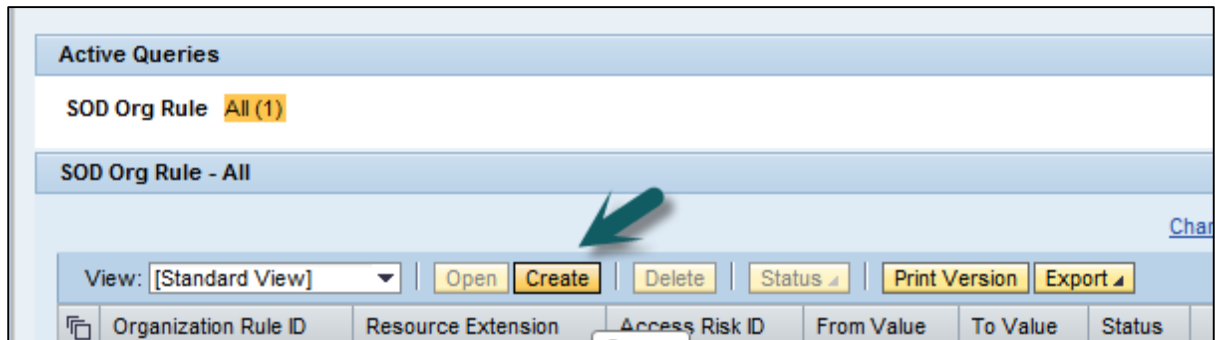 Active Queries
SOD Org Rule All (1)
SOD Org Rule - All
View: [Standard View] Open Create Delete Status Print Version Export
Organization Rule ID Resource Extension Access Risk ID From Value To Value Status